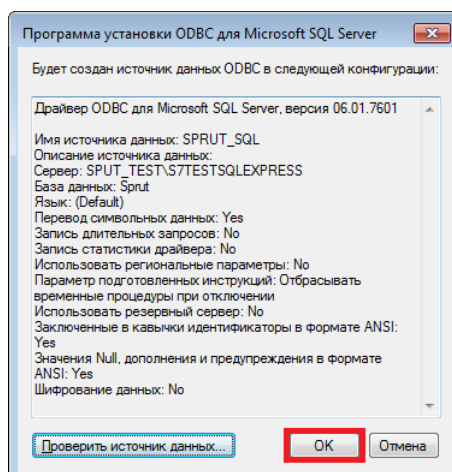 Программа установки ODBC для Microsoft SQL Server
Будет создан источник данных ODBC в следующей конфигурации:
Драйвер ODBC для Microsoft SQL Server, версия 06.01.7601
Имя источника данных: SPRUT_SQL
Описание источника данных:
Сервер: SPUT_TEST\S7TESTSQLEXPRESS
База данных: Sprut
Язык: (Default)
Перевод символьных данных: Yes
Запись длительных запросов: No
Запись статистики драйвера: No
Использовать региональные параметры: No
Параметр подготовленных инструкций: Отбрасывать
временные процедуры при отключении
Использовать резервный сервер: No
Заключенные в кавычки идентификаторы в формате ANSI:
Yes
Значения Null, дополнения и предупреждения в формате
ANSI: Yes
Шифрование данных: No
Проверить источник данных... OK Отмена